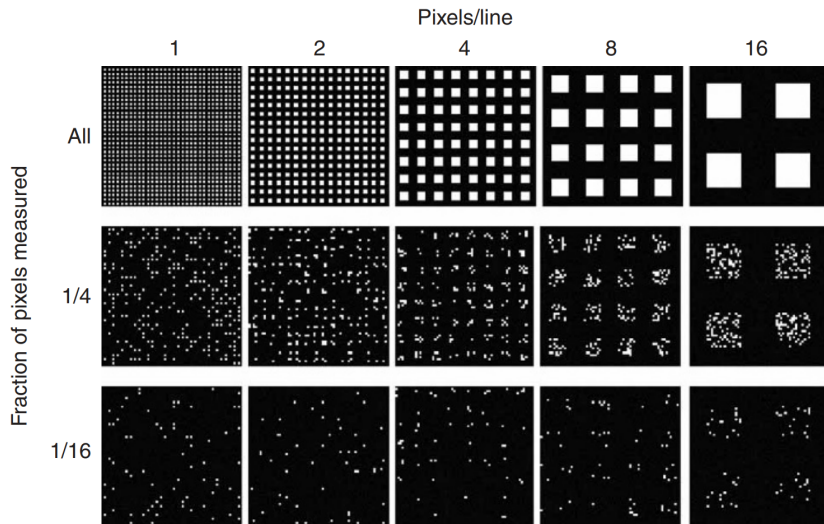 Pixels/line
1 2 4 8 16
Fraction of pixels measured
All
1/4
1/16